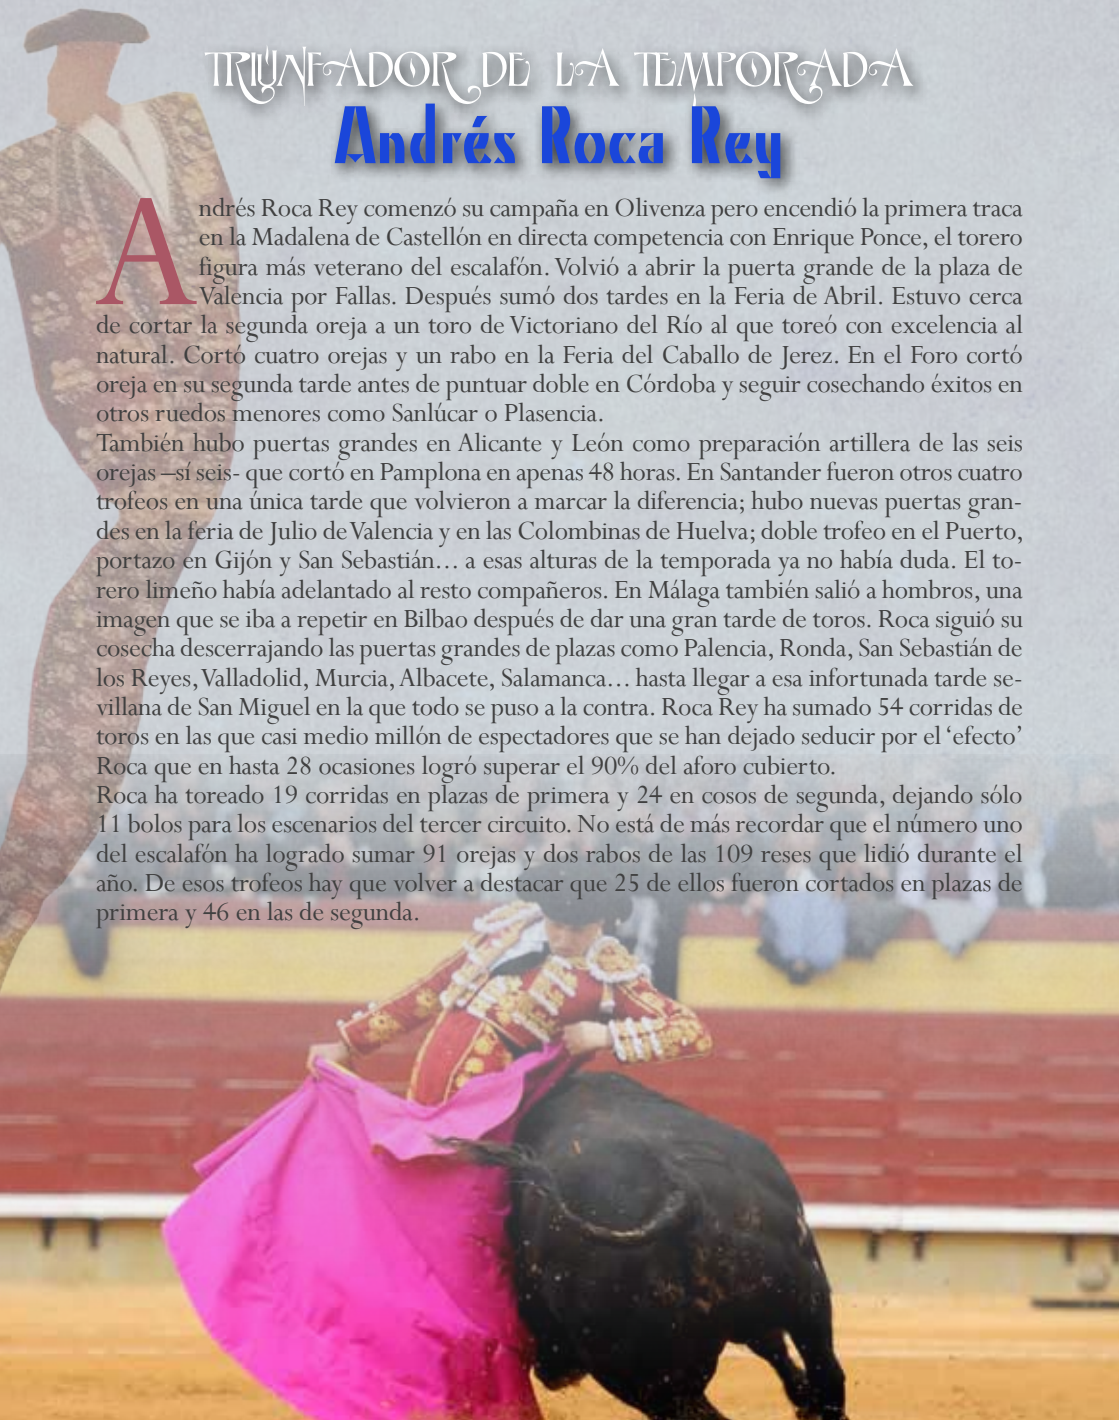 TRIUNFADOR DE LA TEMPORADA
Andrés Roca Rey
Andrés Roca Rey comenzó su campaña en Olivenza pero encendió la primera traca
en la Madalena de Castellón en directa competencia con Enrique Ponce, el torero
figura más veterano del escalafón. Volvió a abrir la puerta grande de la plaza de
Valencia por Fallas. Después sumó dos tardes en la Feria de Abril. Estuvo cerca
de cortar la segunda oreja a un toro de Victoriano del Río al que toreó con excelencia al
natural. Cortó cuatro orejas y un rabo en la Feria del Caballo de Jerez. En el Foro cortó
oreja en su segunda tarde antes de puntuar doble en Córdoba y seguir cosechando éxitos en
otros ruedos menores como Sanlúcar o Plasencia.
También hubo puertas grandes en Alicante y León como preparación artillera de las seis
orejas –sí seis- que cortó en Pamplona en apenas 48 horas. En Santander fueron otros cuatro
trofeos en una única tarde que volvieron a marcar la diferencia; hubo nuevas puertas gran-
des en la feria de Julio de Valencia y en las Colombinas de Huelva; doble trofeo en el Puerto,
portazo en Gijón y San Sebastián... a esas alturas de la temporada ya no había duda. El to-
rero limeño había adelantado al resto compañeros. En Málaga también salió a hombros, una
imagen que se iba a repetir en Bilbao después de dar una gran tarde de toros. Roca siguió su
cosecha descerrajando las puertas grandes de plazas como Palencia, Ronda, San Sebastián de
los Reyes, Valladolid, Murcia, Albacete, Salamanca... hasta llegar a esa infortunada tarde se-
villana de San Miguel en la que todo se puso a la contra. Roca Rey ha sumado 54 corridas de
toros en las que casi medio millón de espectadores que se han dejado seducir por el ‘efecto’
Roca que en hasta 28 ocasiones logró superar el 90% del aforo cubierto.
Roca ha toreado 19 corridas en plazas de primera y 24 en cosos de segunda, dejando sólo
11 bolos para los escenarios del tercer circuito. No está de más recordar que el número uno
del escalafón ha logrado sumar 91 orejas y dos rabos de las 109 reses que lidió durante el
año. De esos trofeos hay que volver a destacar que 25 de ellos fueron cortados en plazas de
primera y 46 en las de segunda.